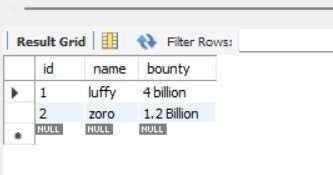 Result Grid Filter Rows:
id name bounty
1 luffy 4 billion
2 zoro 1.2 Billion
NULL NULL NULL